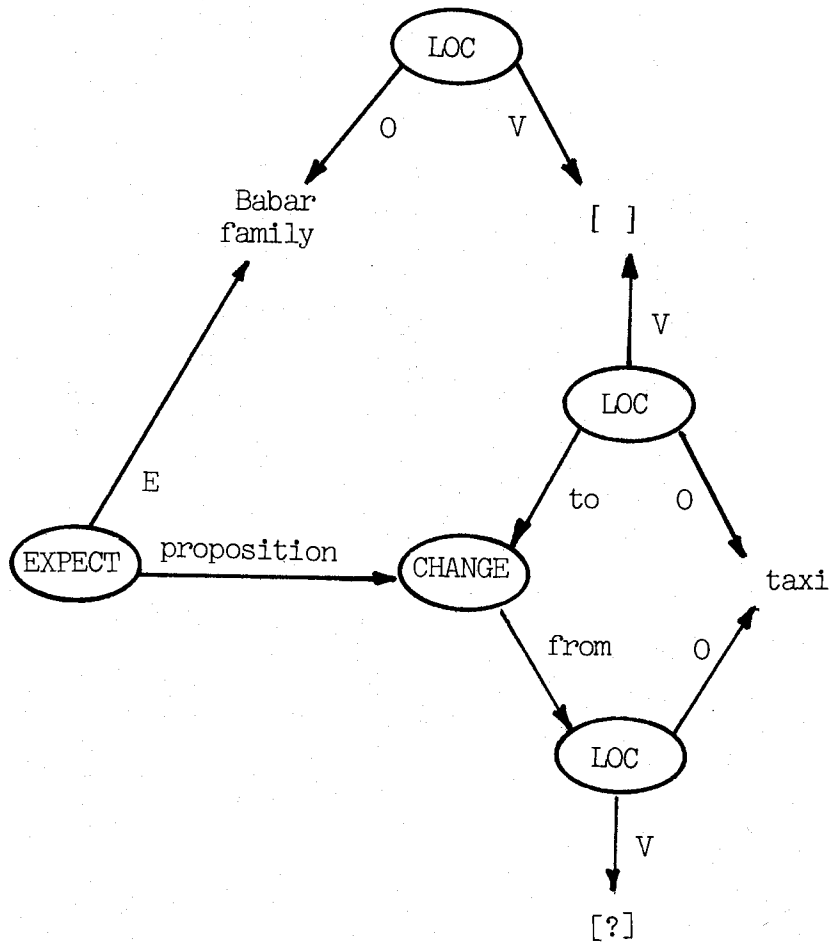 LOC
O
V
Babar
family
[ ]
V
LOC
E
to
O
EXPECT
proposition
CHANGE
taxi
from
O
LOC
V
[?]